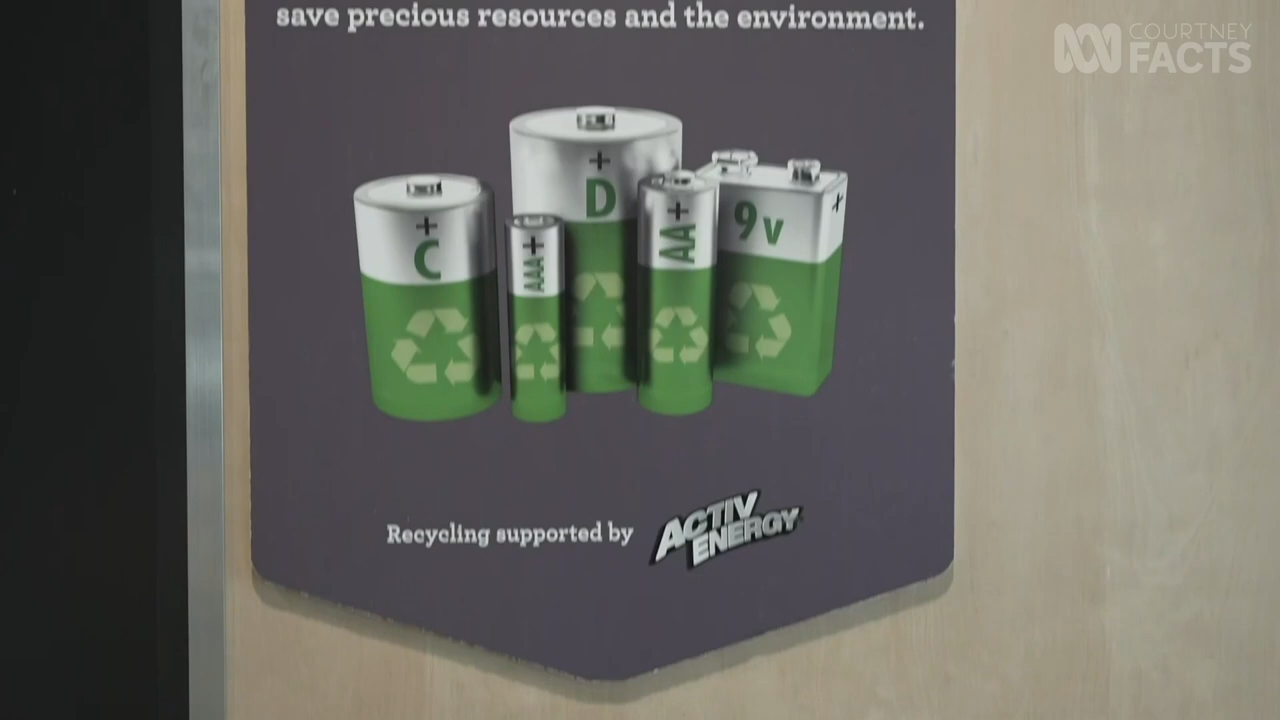 save precious resources and the environment.
COURTNEY
FACTS
+
D
+
C
AAA+
AA+
9v
+
Recycling supported by
ACTIV
ENERGY